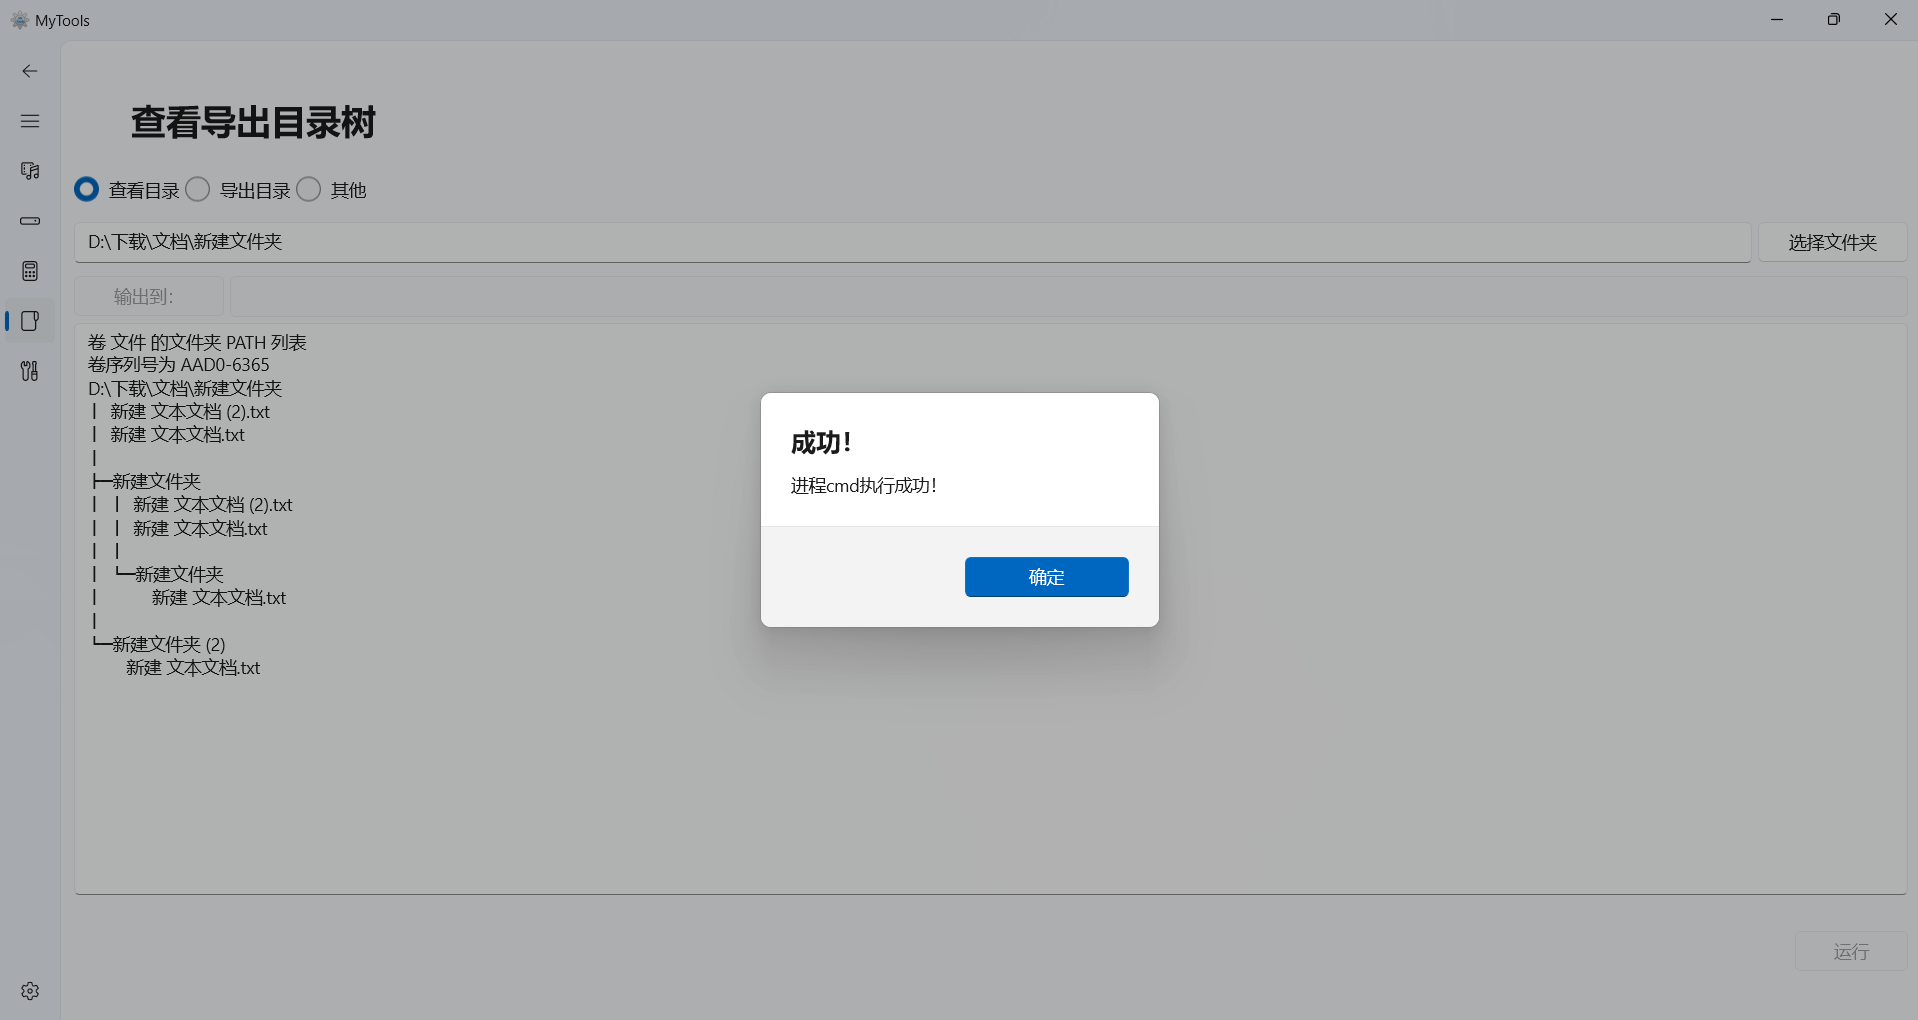 MyTools
查看导出目录树
查看目录 导出目录 其他
D:\下载\文档\新建文件夹 选择文件夹
输出到：
卷 文件 的文件夹 PATH 列表
卷序列号为 AAD0-6365
D:\下载\文档\新建文件夹
│ 新建 文本文档 (2).txt
│ 新建 文本文档.txt
│
├─新建文件夹
│ │ 新建 文本文档 (2).txt
│ │ 新建 文本文档.txt
│ │
│ └─新建文件夹
│ 新建 文本文档.txt
│
└─新建文件夹 (2)
新建 文本文档.txt
成功！
进程cmd执行成功！
确定
运行